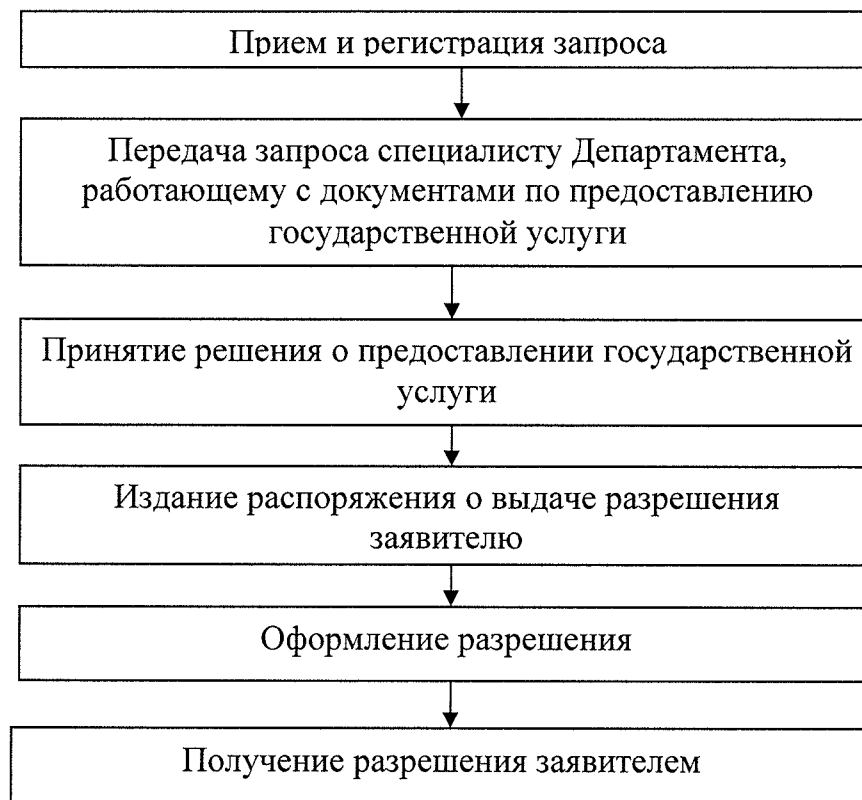 Прием и регистрация запроса
Передача запроса специалисту Департамента,
работающему с документами по предоставлению
государственной услуги
Принятие решения о предоставлении государственной
услуги
Издание распоряжения о выдаче разрешения
заявителю
Оформление разрешения
Получение разрешения заявителем